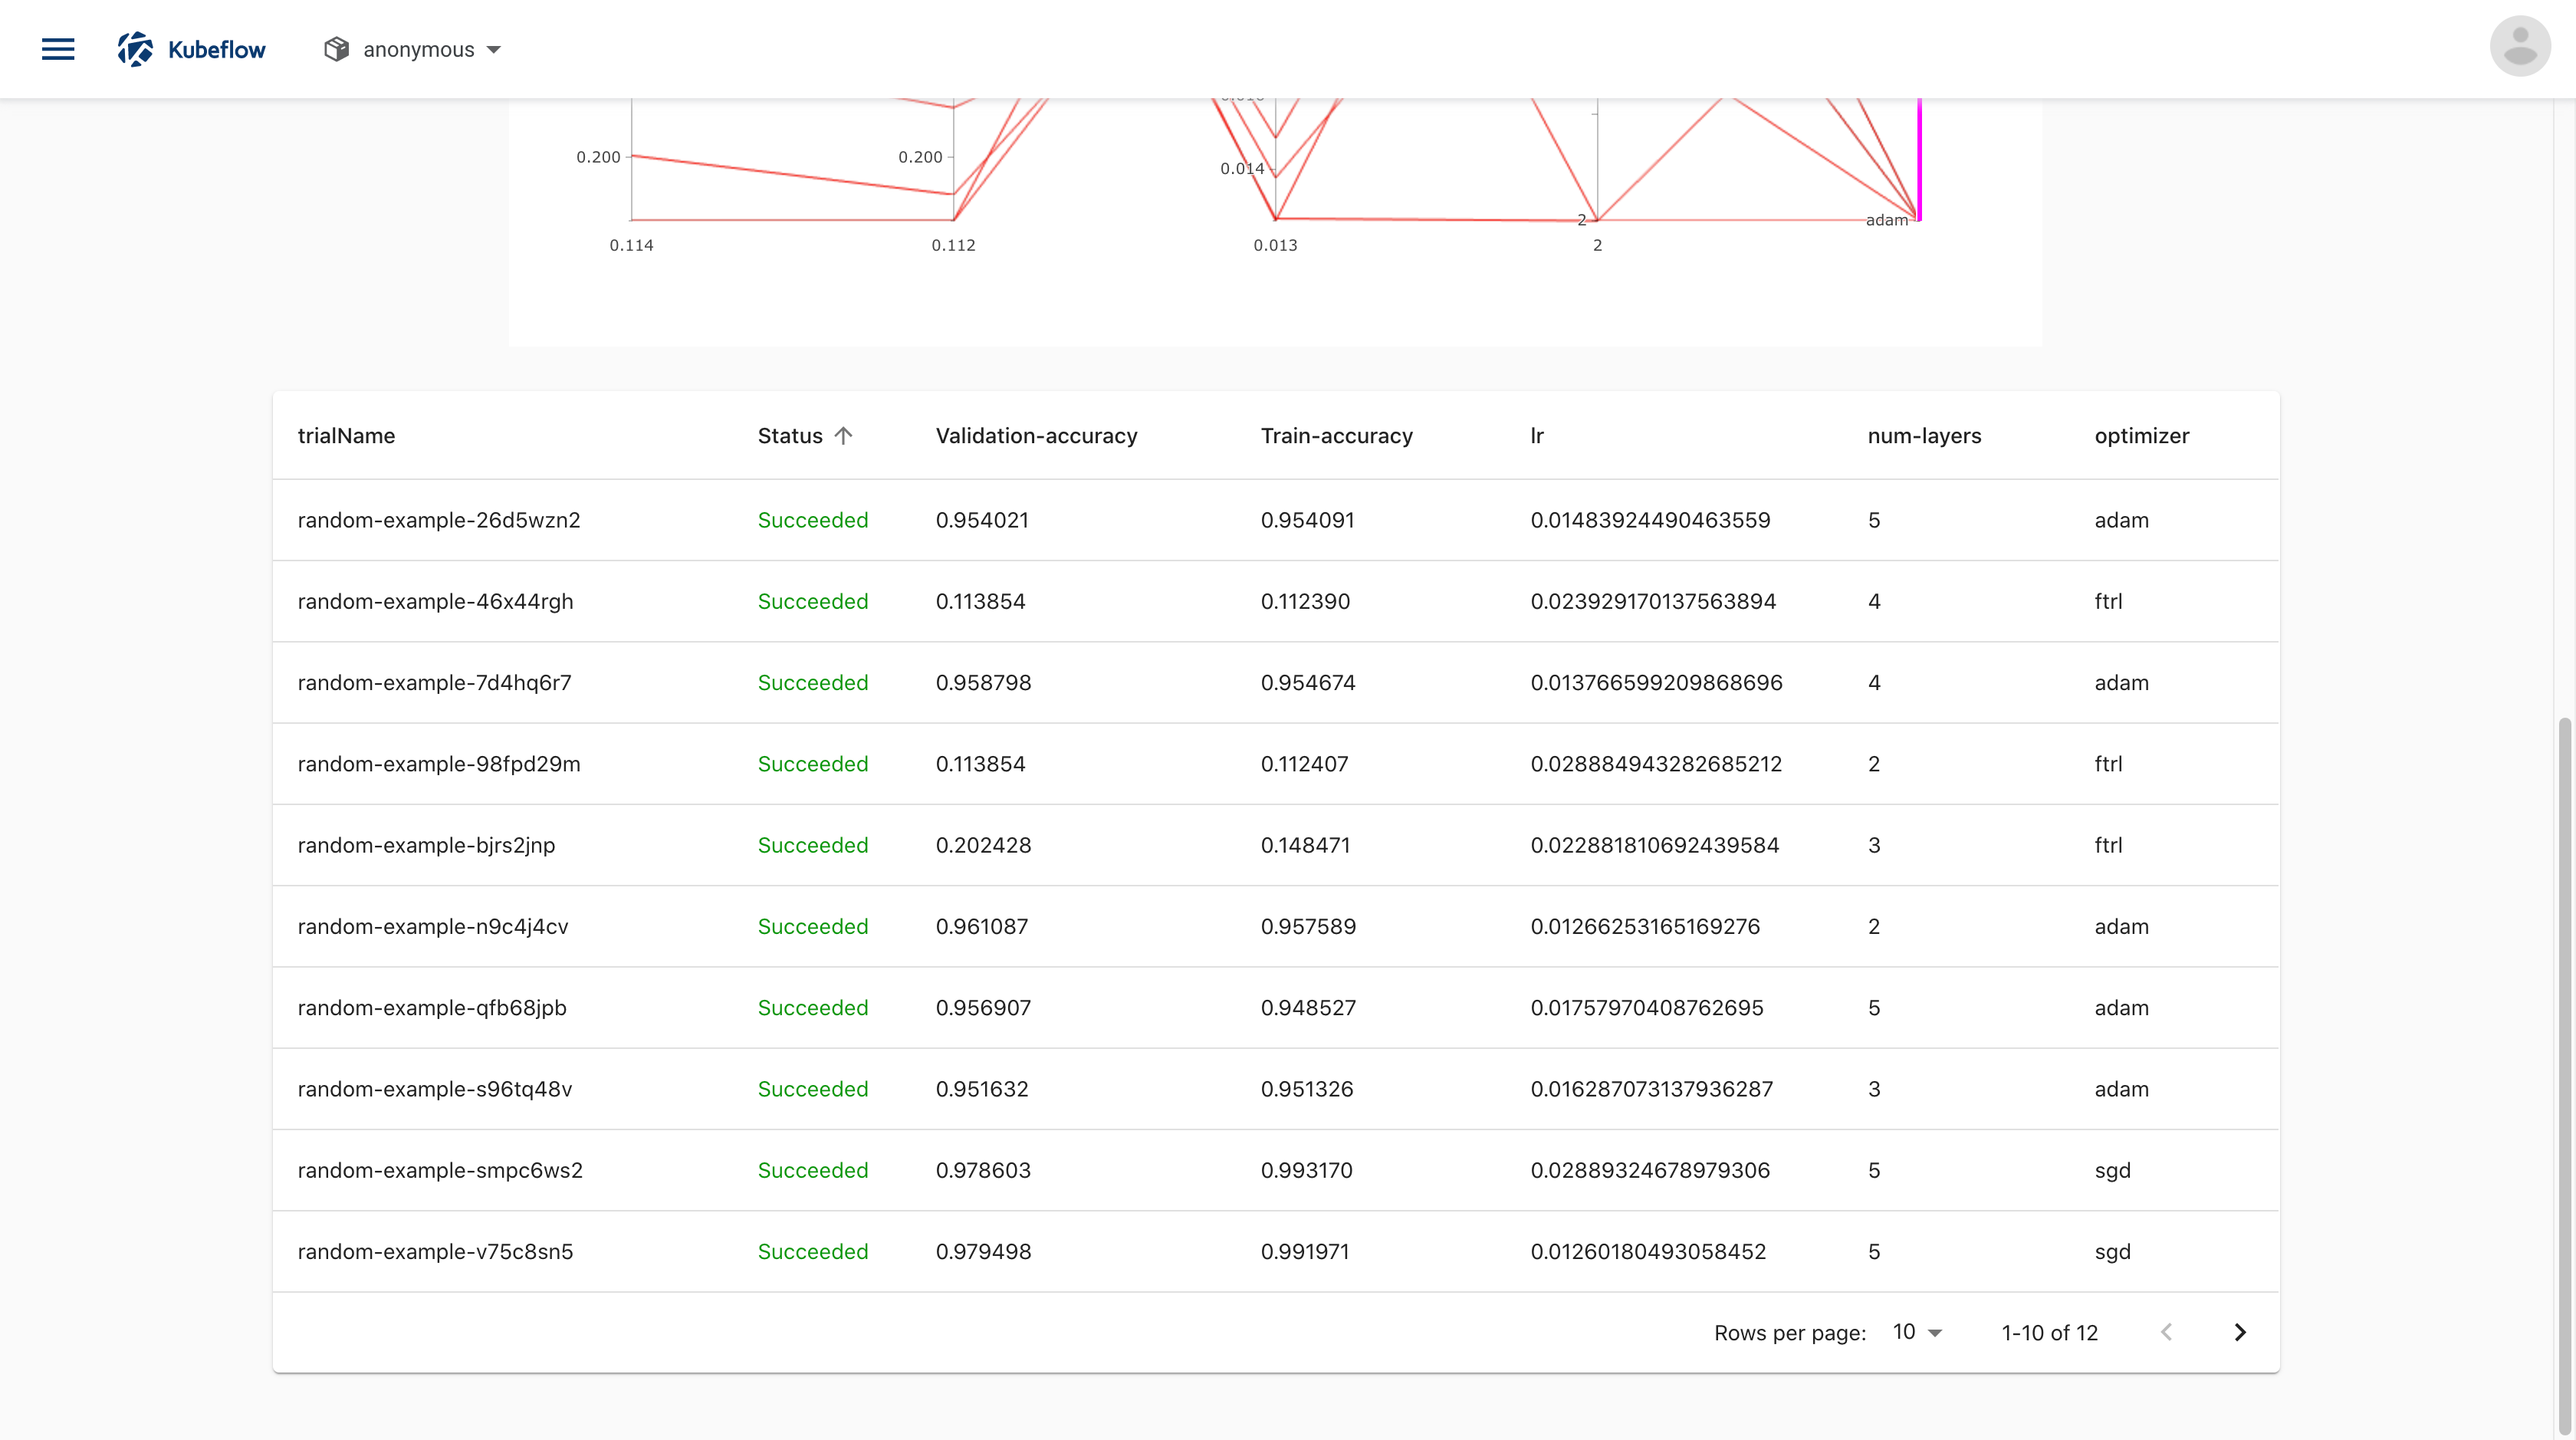 Kubeflow anonymous
0.200 0.200 0.014 2 adam
0.114 0.112 0.013 2
trialName Status Validation-accuracy Train-accuracy lr num-layers optimizer
random-example-26d5wzn2 Succeeded 0.954021 0.954091 0.01483924490463559 5 adam
random-example-46x44rgh Succeeded 0.113854 0.112390 0.023929170137563894 4 ftrl
random-example-7d4hq6r7 Succeeded 0.958798 0.954674 0.013766599209868696 4 adam
random-example-98fpd29m Succeeded 0.113854 0.112407 0.028884943282685212 2 ftrl
random-example-bjrs2jnp Succeeded 0.202428 0.148471 0.022881810692439584 3 ftrl
random-example-n9c4j4cv Succeeded 0.961087 0.957589 0.01266253165169276 2 adam
random-example-qfb68jpb Succeeded 0.956907 0.948527 0.01757970408762695 5 adam
random-example-s96tq48v Succeeded 0.951632 0.951326 0.016287073137936287 3 adam
random-example-smpc6ws2 Succeeded 0.978603 0.993170 0.02889324678979306 5 sgd
random-example-v75c8sn5 Succeeded 0.979498 0.991971 0.01260180493058452 5 sgd
Rows per page: 10 1-10 of 12